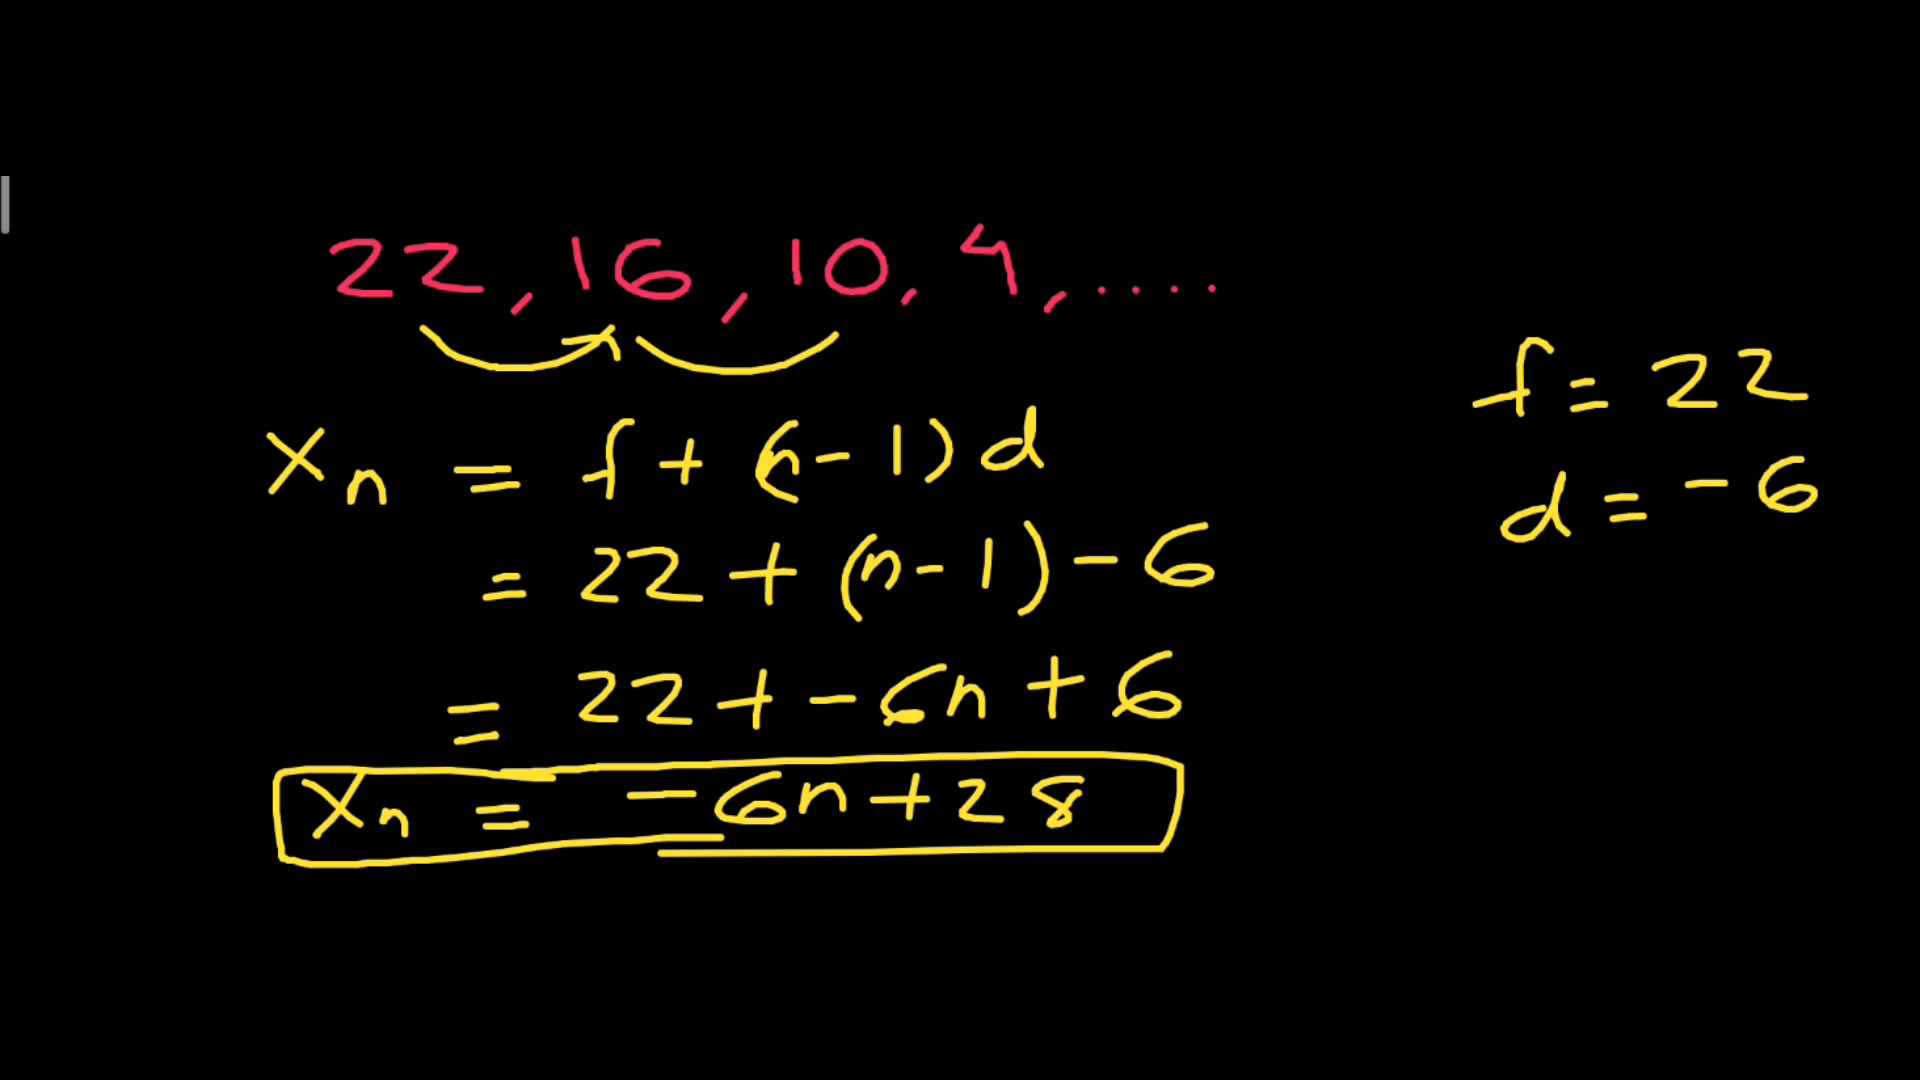 22, 16, 10, 4, ....
f = 22
xn = f + (n - 1) d
d = - 6
= 22 + (n - 1) - 6
= 22 + - 6n + 6
xn = - 6n + 28